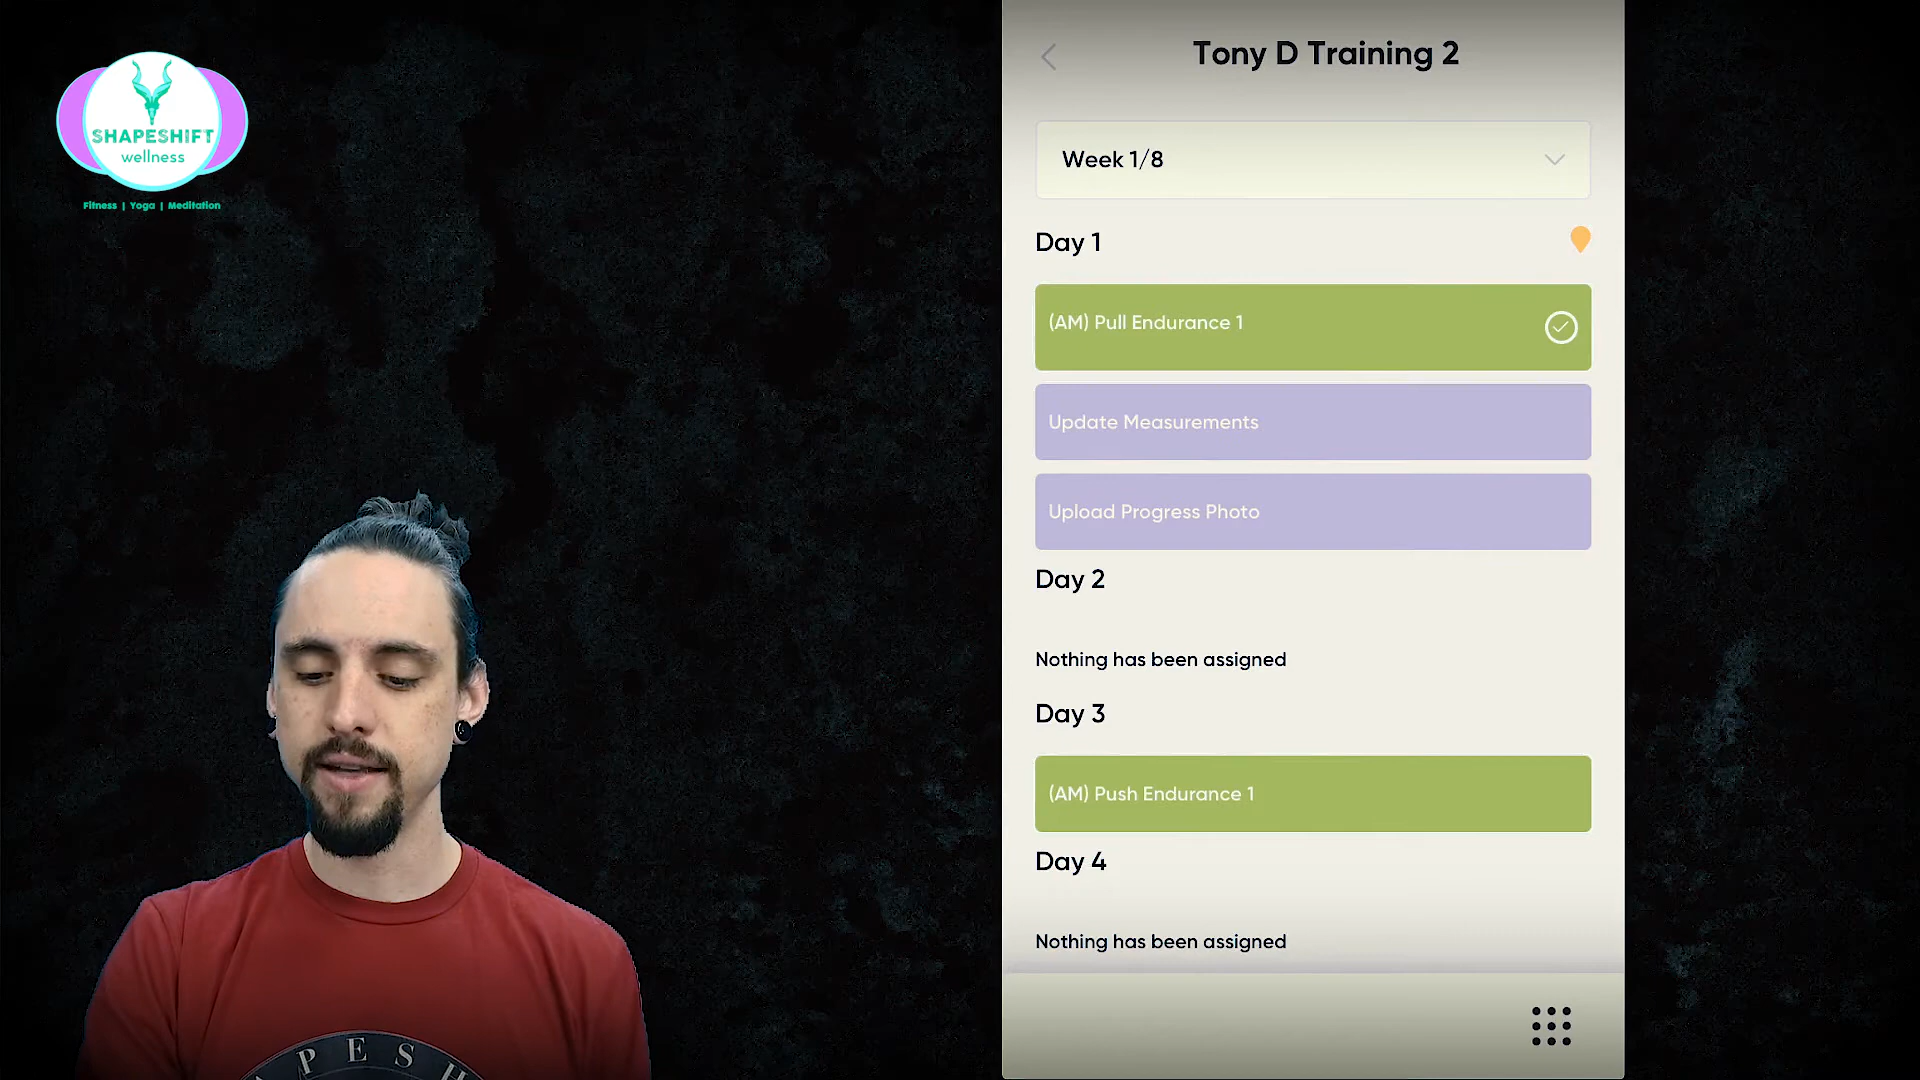 SHAPESHIFT
wellness
Fitness | Yoga | Meditation
Tony D Training 2
Week 1/8
Day 1
(AM) Pull Endurance 1
Update Measurements
Upload Progress Photo
Day 2
Nothing has been assigned
Day 3
(AM) Push Endurance 1
Day 4
Nothing has been assigned
A P E S H